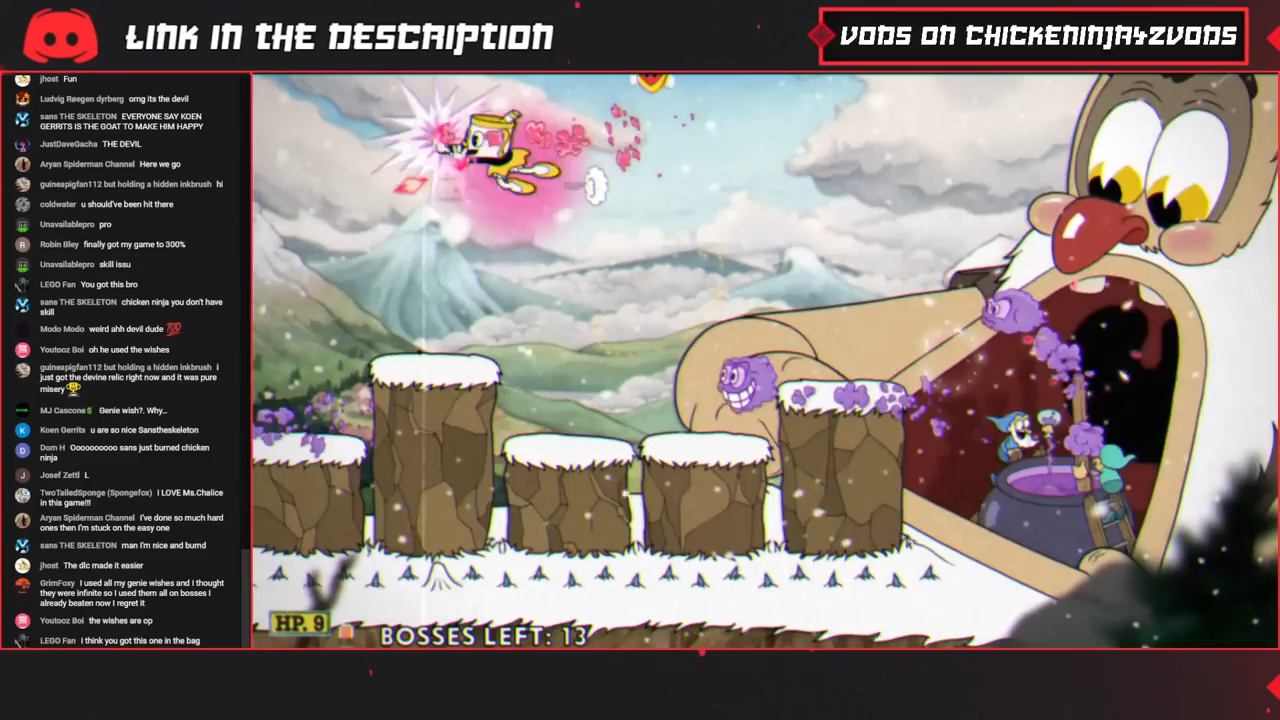 LINK IN THE DESCRIPTION
VODS ON CHICKENINJA42VODS
jhost Fun
Ludvig Røegen dyrberg omg its the devil
sans THE SKELETON EVERYONE SAY KOEN
GERRITS IS THE GOAT TO MAKE HIM HAPPY
JustDaveGacha THE DEVIL
Aryan Spiderman Channel Here we go
guineapigfan112 but holding a hidden inkbrush hi
coldwater u should've been hit there
Unavailablepro pro
R
Robin Bley finally got my game to 300%
Unavailablepro skill issu
LEGO Fan You got this bro
sans THE SKELETON chicken ninja you don't have
skill
Modo Modo weird ahh devil dude 💯
Youtooz Boi oh he used the wishes
guineapigfan112 but holding a hidden inkbrush i
just got the devine relic right now and it was pure
misery🏆
MJ Cascone Genie wish?. Why...
K
Koen Gerrits u are so nice Sanstheskeleton
D
Dom H Ooooooooo sans just burned chicken
ninja
J
Josef Zettl L
TwoTailedSponge (Spongefox) I LOVE Ms.Chalice
in this game!!!
Aryan Spiderman Channel I've done so much hard
ones then I'm stuck on the easy one
sans THE SKELETON man I'm nice and burnd
jhost The dlc made it easier
GrimFoxy I used all my genie wishes and I thought
they were infinite so I used them all on bosses I
already beaten now I regret it
Youtooz Boi the wishes are op
LEGO Fan I think you got this one in the bag
HP. 9
BOSSES LEFT: 13